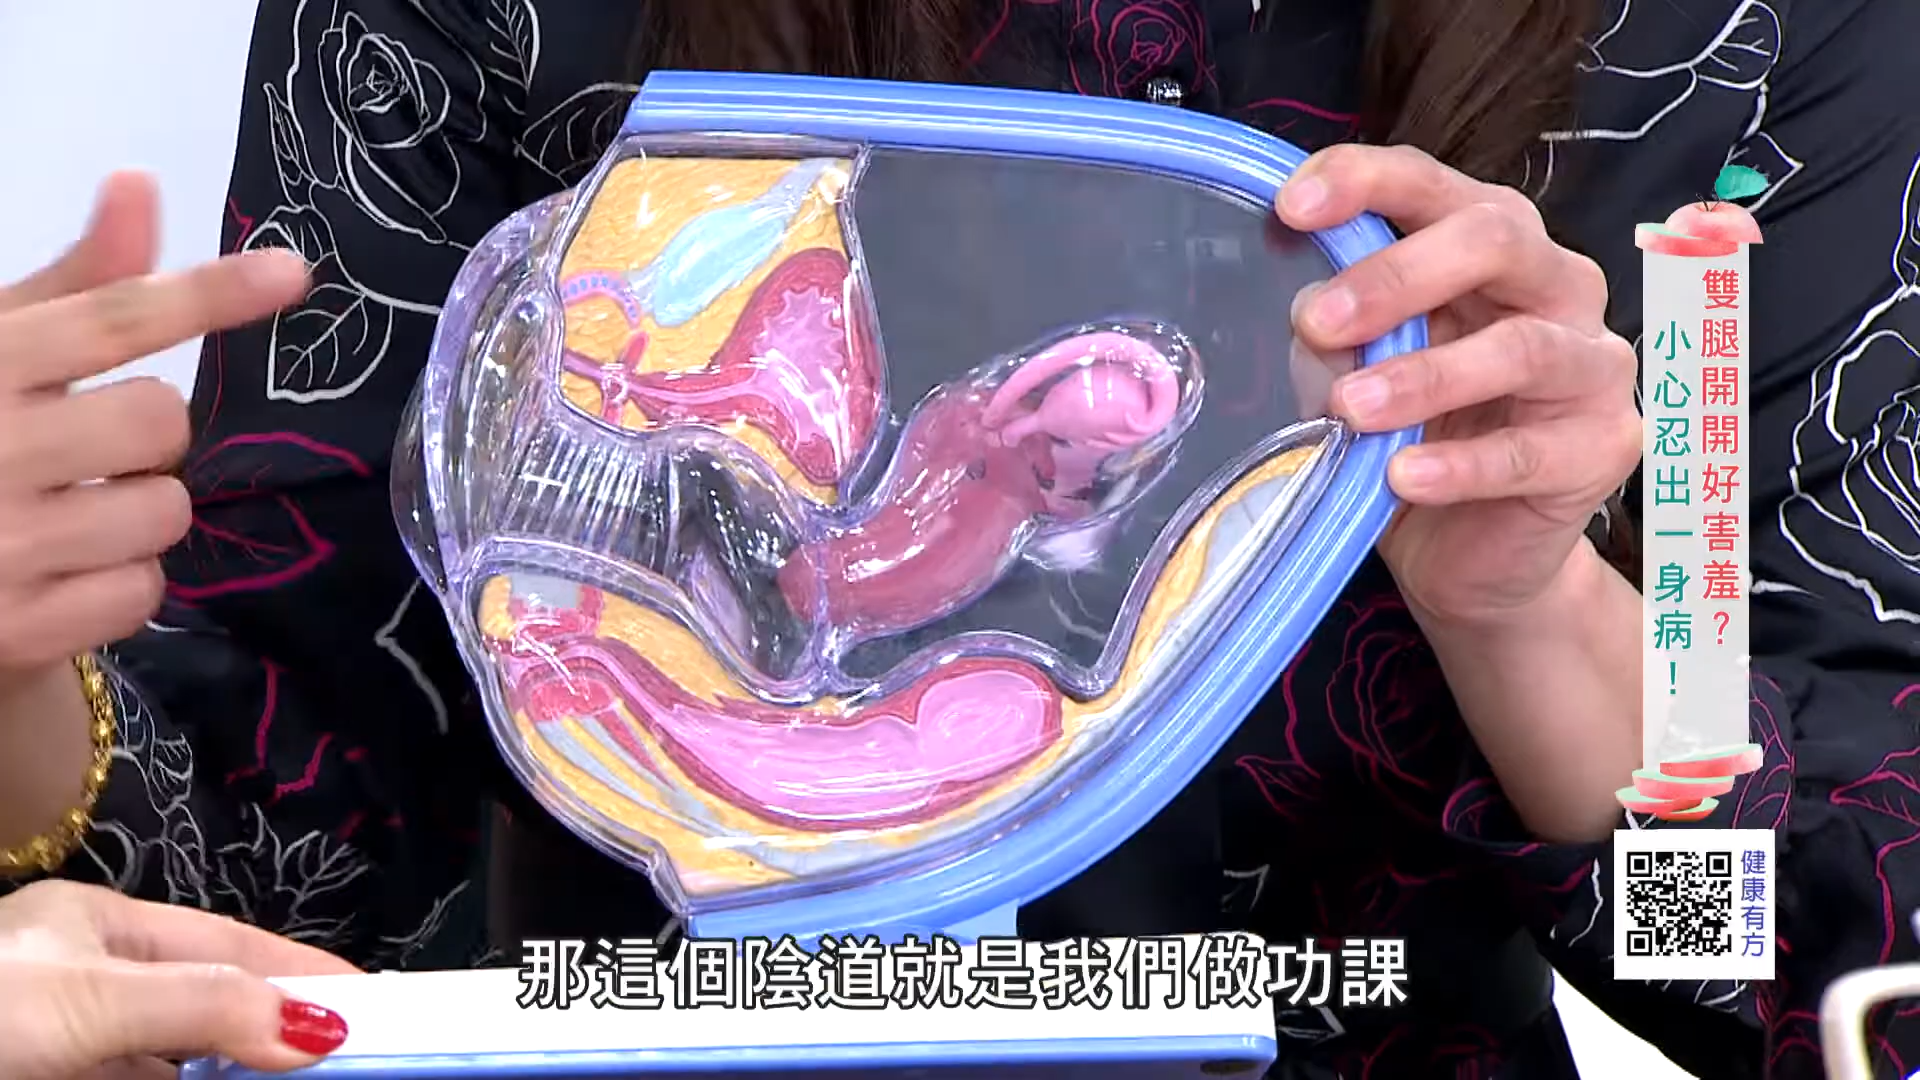 雙腿開開好害羞？
小心忍出一身病！
健康有方
那這個陰道就是我們做功課